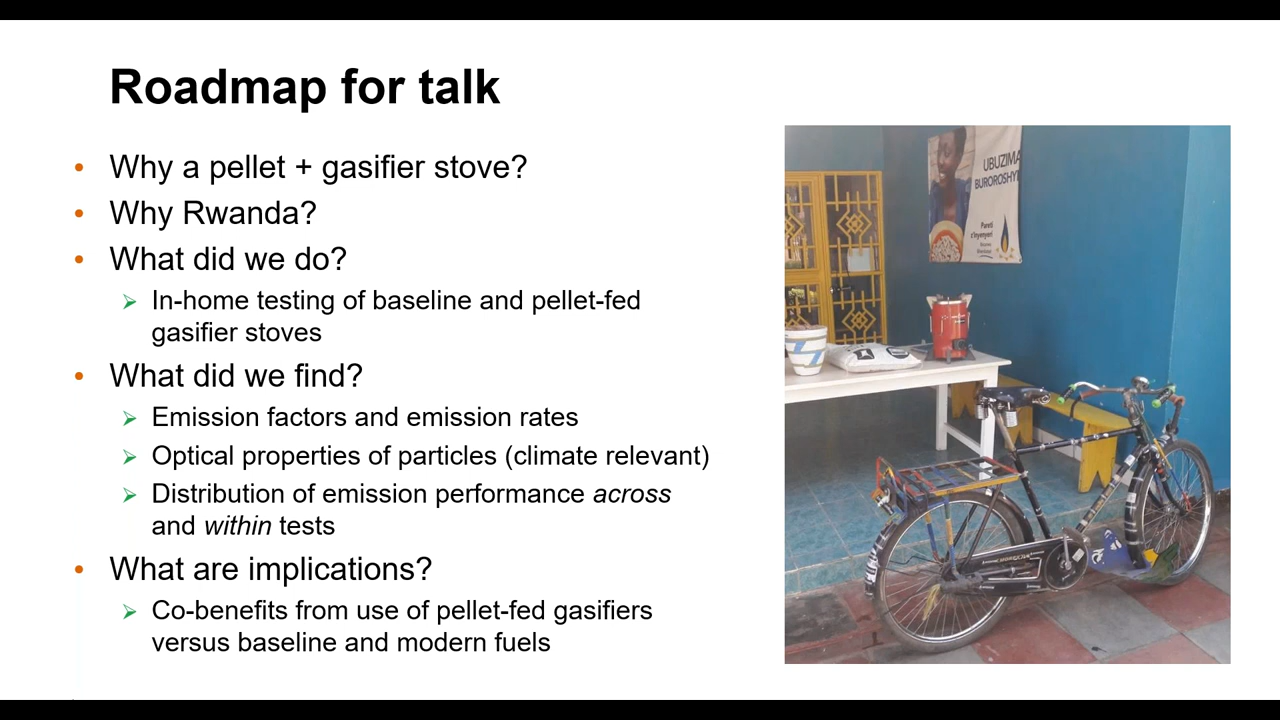 Roadmap for talk
• Why a pellet + gasifier stove?
• Why Rwanda?
• What did we do?
➢ In-home testing of baseline and pellet-fed
gasifier stoves
• What did we find?
➢ Emission factors and emission rates
➢ Optical properties of particles (climate relevant)
➢ Distribution of emission performance across
and within tests
• What are implications?
➢ Co-benefits from use of pellet-fed gasifiers
versus baseline and modern fuels
UBUZIMA
BUROROSHY